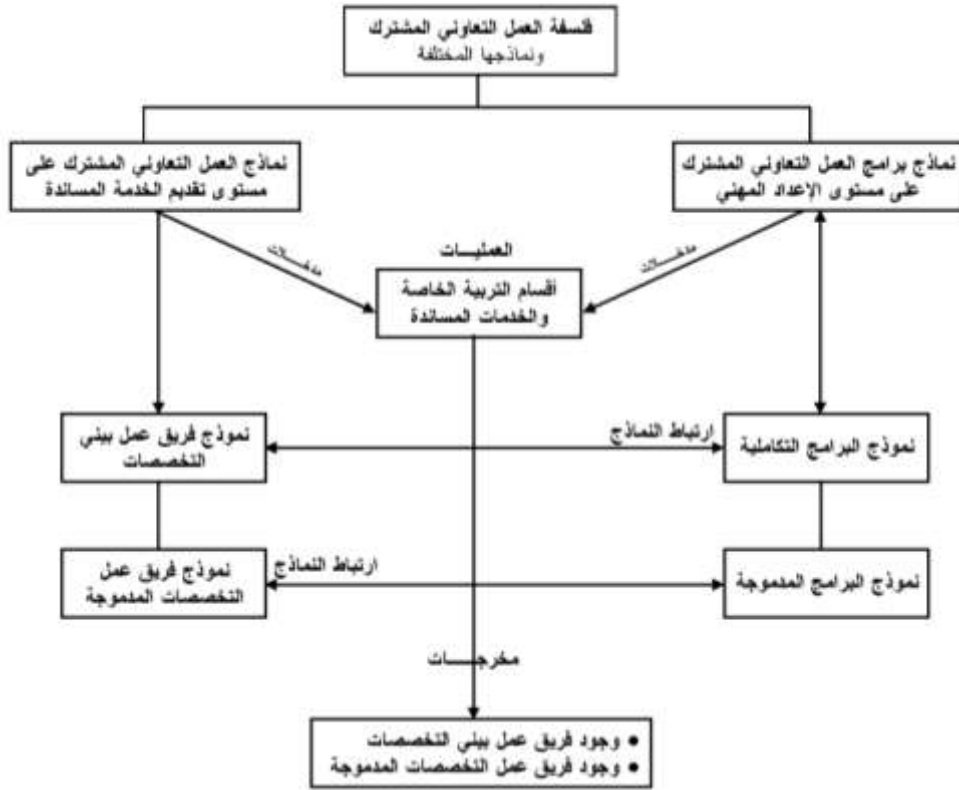 فلسفة العمل التعاوني المشترك
ونماذجها المختلفة
نماذج برامج العمل التعاوني المشترك
على مستوى الإعداد المهني
نماذج العمل التعاوني المشترك على
مستوى تقديم الخدمة المساندة
مدخلات
العمليات
مدخلات
أقسام التربية الخاصة
والخدمات المساندة
نموذج البرامج التكاملية
ارتباط النماذج
نموذج فريق عمل بيني
التخصصات
نموذج البرامج المدموجة
ارتباط النماذج
نموذج فريق عمل
التخصصات المدموجة
مخرجات
• وجود فريق عمل بيني التخصصات
• وجود فريق عمل التخصصات المدموجة